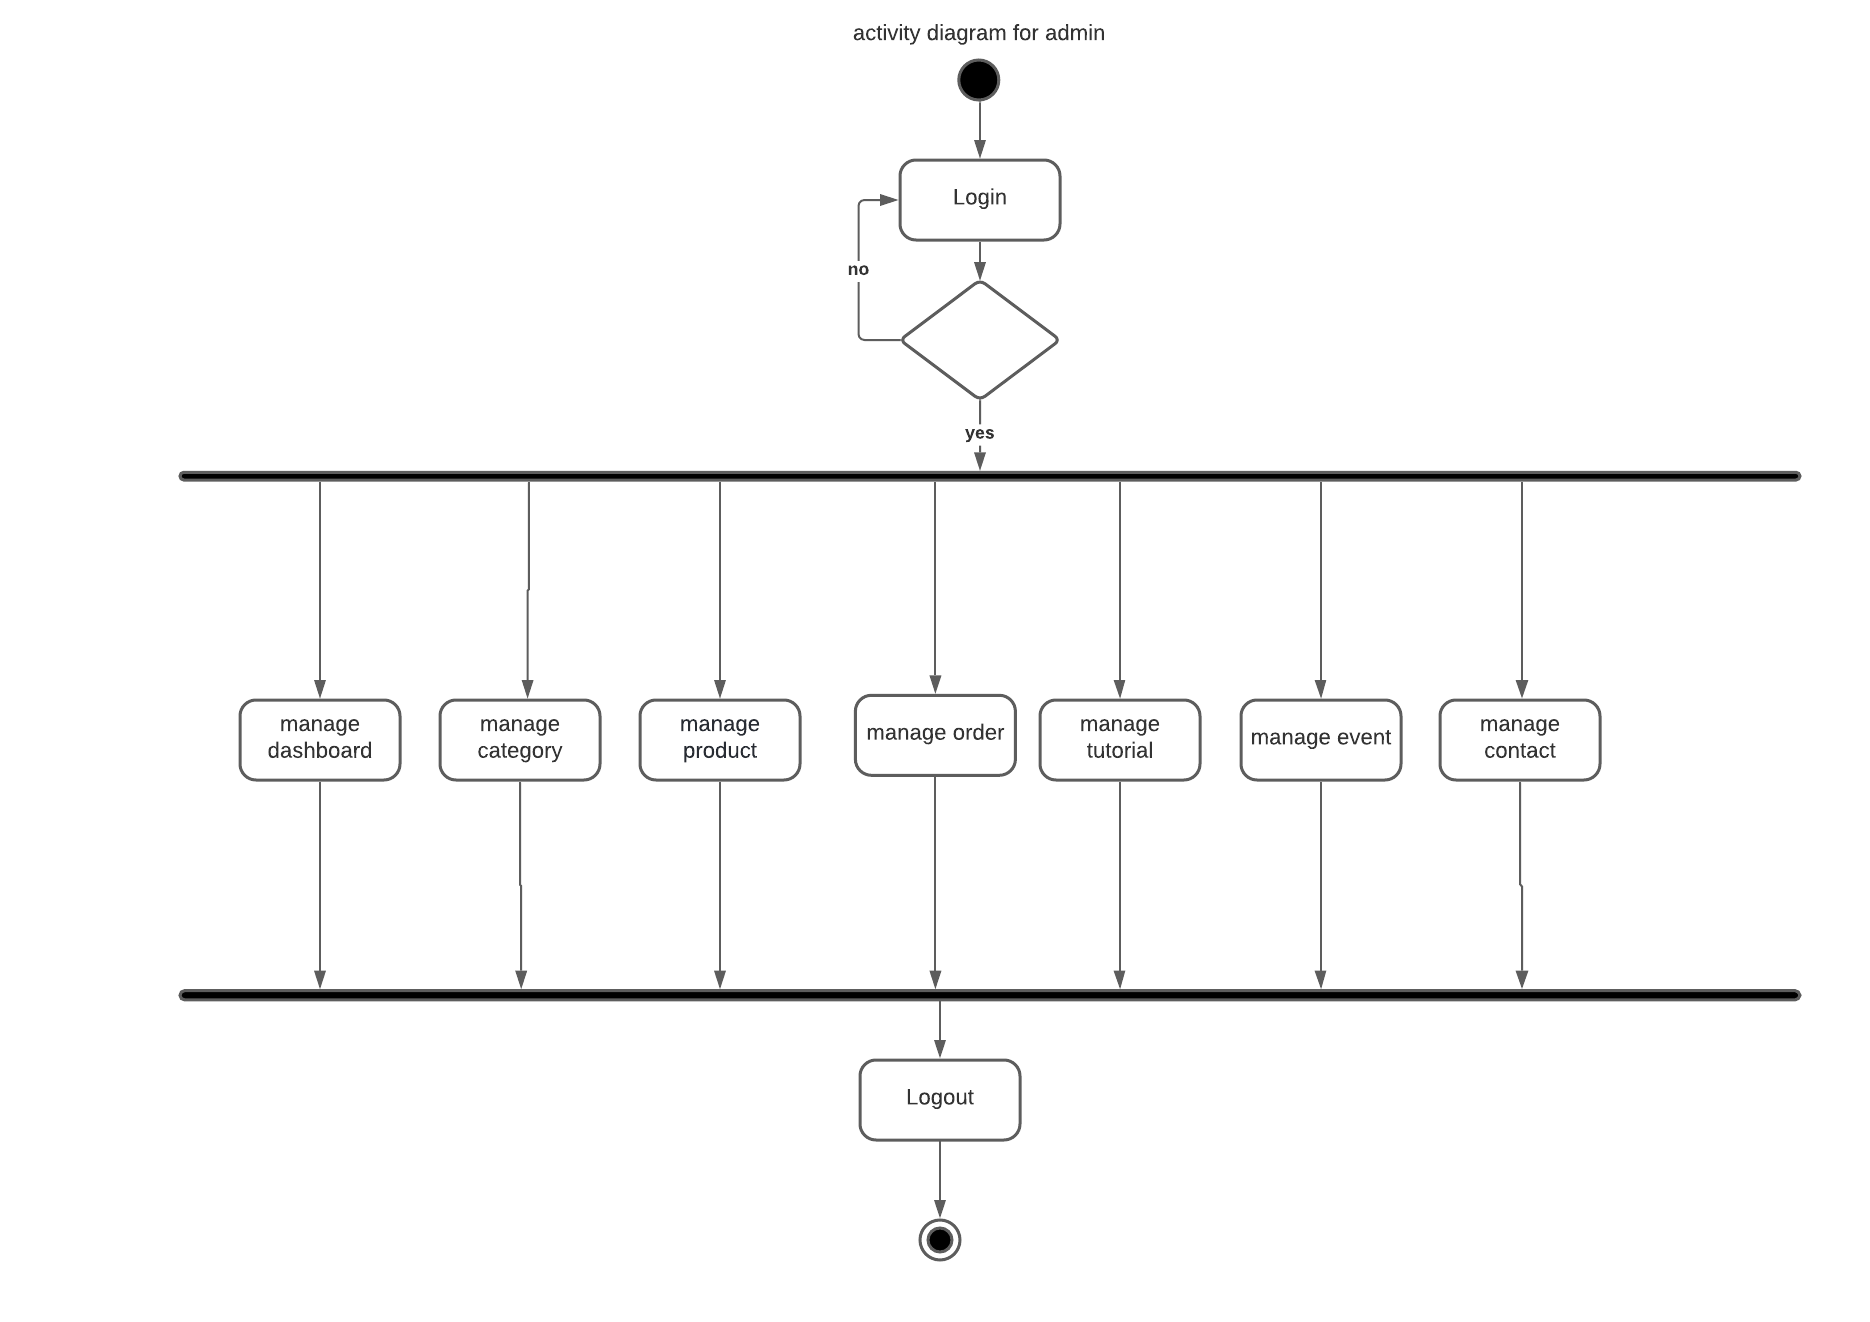 activity diagram for admin
Login
no
yes
manage
dashboard
manage
category
manage
product
manage order
manage
tutorial
manage event
manage
contact
Logout